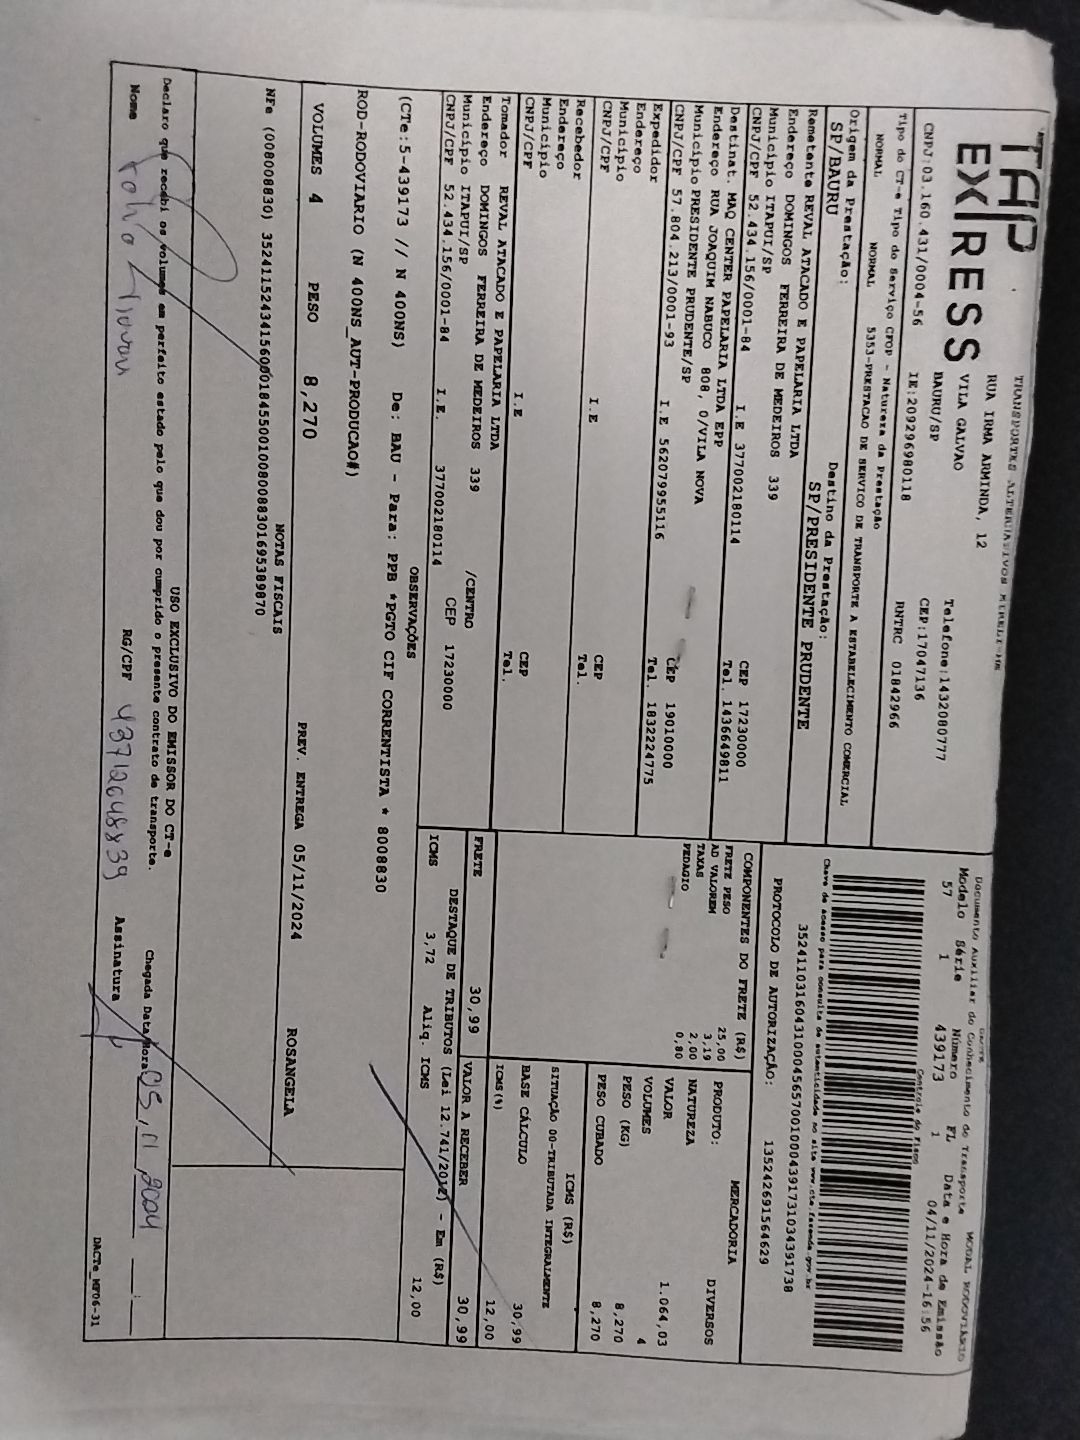 TAP
EXPRESS
TRANSPORTES ALTERNATIVOS EIRELI-ME
RUA IRMA ARMINDA, 12
VILA GALVAO
BAURU/SP
Telefone:1432080777
CEP:17047136
CNPJ:03.160.431/0004-56 IE:209296980118 RNTRC 01842966
Tipo do CT-e Tipo do Serviço CFOP - Natureza da Prestação
NORMAL NORMAL 5353-PRESTACAO DE SERVICO DE TRANSPORTE A ESTABELECIMENTO COMERCIAL
Origem da Prestação: Destino da Prestação:
SP/BAURU SP/PRESIDENTE PRUDENTE
Remetente REVAL ATACADO E PAPELARIA LTDA
Endereço DOMINGOS FERREIRA DE MEDEIROS 339
Município ITAPUI/SP CEP 17230000
CNPJ/CPF 52.434.156/0001-84 I.E 377002180114 Tel. 1436649811
Destinat. MAQ CENTER PAPELARIA LTDA EPP
Endereço RUA JOAQUIM NABUCO 808, 0/VILA NOVA
Município PRESIDENTE PRUDENTE/SP CEP 19010000
CNPJ/CPF 57.804.213/0001-93 I.E 562079955116 Tel. 1832224775
Expedidor
Endereço
Município CEP
CNPJ/CPF I.E Tel.
Recebedor
Endereço
Município CEP
CNPJ/CPF I.E Tel.
Tomador REVAL ATACADO E PAPELARIA LTDA
Endereço DOMINGOS FERREIRA DE MEDEIROS 339 /CENTRO
Município ITAPUI/SP CEP 17230000
CNPJ/CPF 52.434.156/0001-84 I.E. 377002180114
Documento Auxiliar do Conhecimento de Transporte MODAL RODOVIÁRIO
Modelo Série Número FL Data e Hora de Emissão
57 1 439173 1 04/11/2024-16:56
Controle do Fisco
Chave de acesso para consulta de autenticidade no site www.cte.fazenda.gov.br
35241103160431000456570010004391731034391738
PROTOCOLO DE AUTORIZAÇÃO: 135242691564629
COMPONENTES DO FRETE (R$)
FRETE PESO 25,00
AD VALOREM 3,19
TAXAS 2,00
PEDAGIO 0,80
FRETE 30,99
MERCADORIA
PRODUTO: DIVERSOS
NATUREZA
VALOR 1.064,03
VOLUMES 4
PESO (KG) 8,270
PESO CUBADO 8,270
ICMS (R$)
SITUAÇÃO 00-TRIBUTADA INTEGRALMENTE
BASE CÁLCULO 30,99
ICMS(%) 12,00
VALOR A RECEBER 30,99
DESTAQUE DE TRIBUTOS (Lei 12.741/2012) - Em (R$)
ICMS 3,72 Aliq. ICMS 12,00
OBSERVAÇÕES
(CTe:5-439173 // N 400NS) De: BAU - Para: PPB *PGTO CIF CORRENTISTA * 8008830
ROD-RODOVIARIO (N 400NS_AUT-PRODUCAO#)
VOLUMES 4 PESO 8,270 PREV. ENTREGA 05/11/2024 ROSANGELA
NOTAS FISCAIS
NFe (008008830) 35241152434156000184550010080088301695389870
USO EXCLUSIVO DO EMISSOR DO CT-e
Declaro que recebi os volumes em perfeito estado pelo que dou por cumprido o presente contrato de transporte. Chegada Data/Hora 05,11,2024 __:__
Nome RG/CPF 43712648839 Assinatura
DACTe_MF06-31